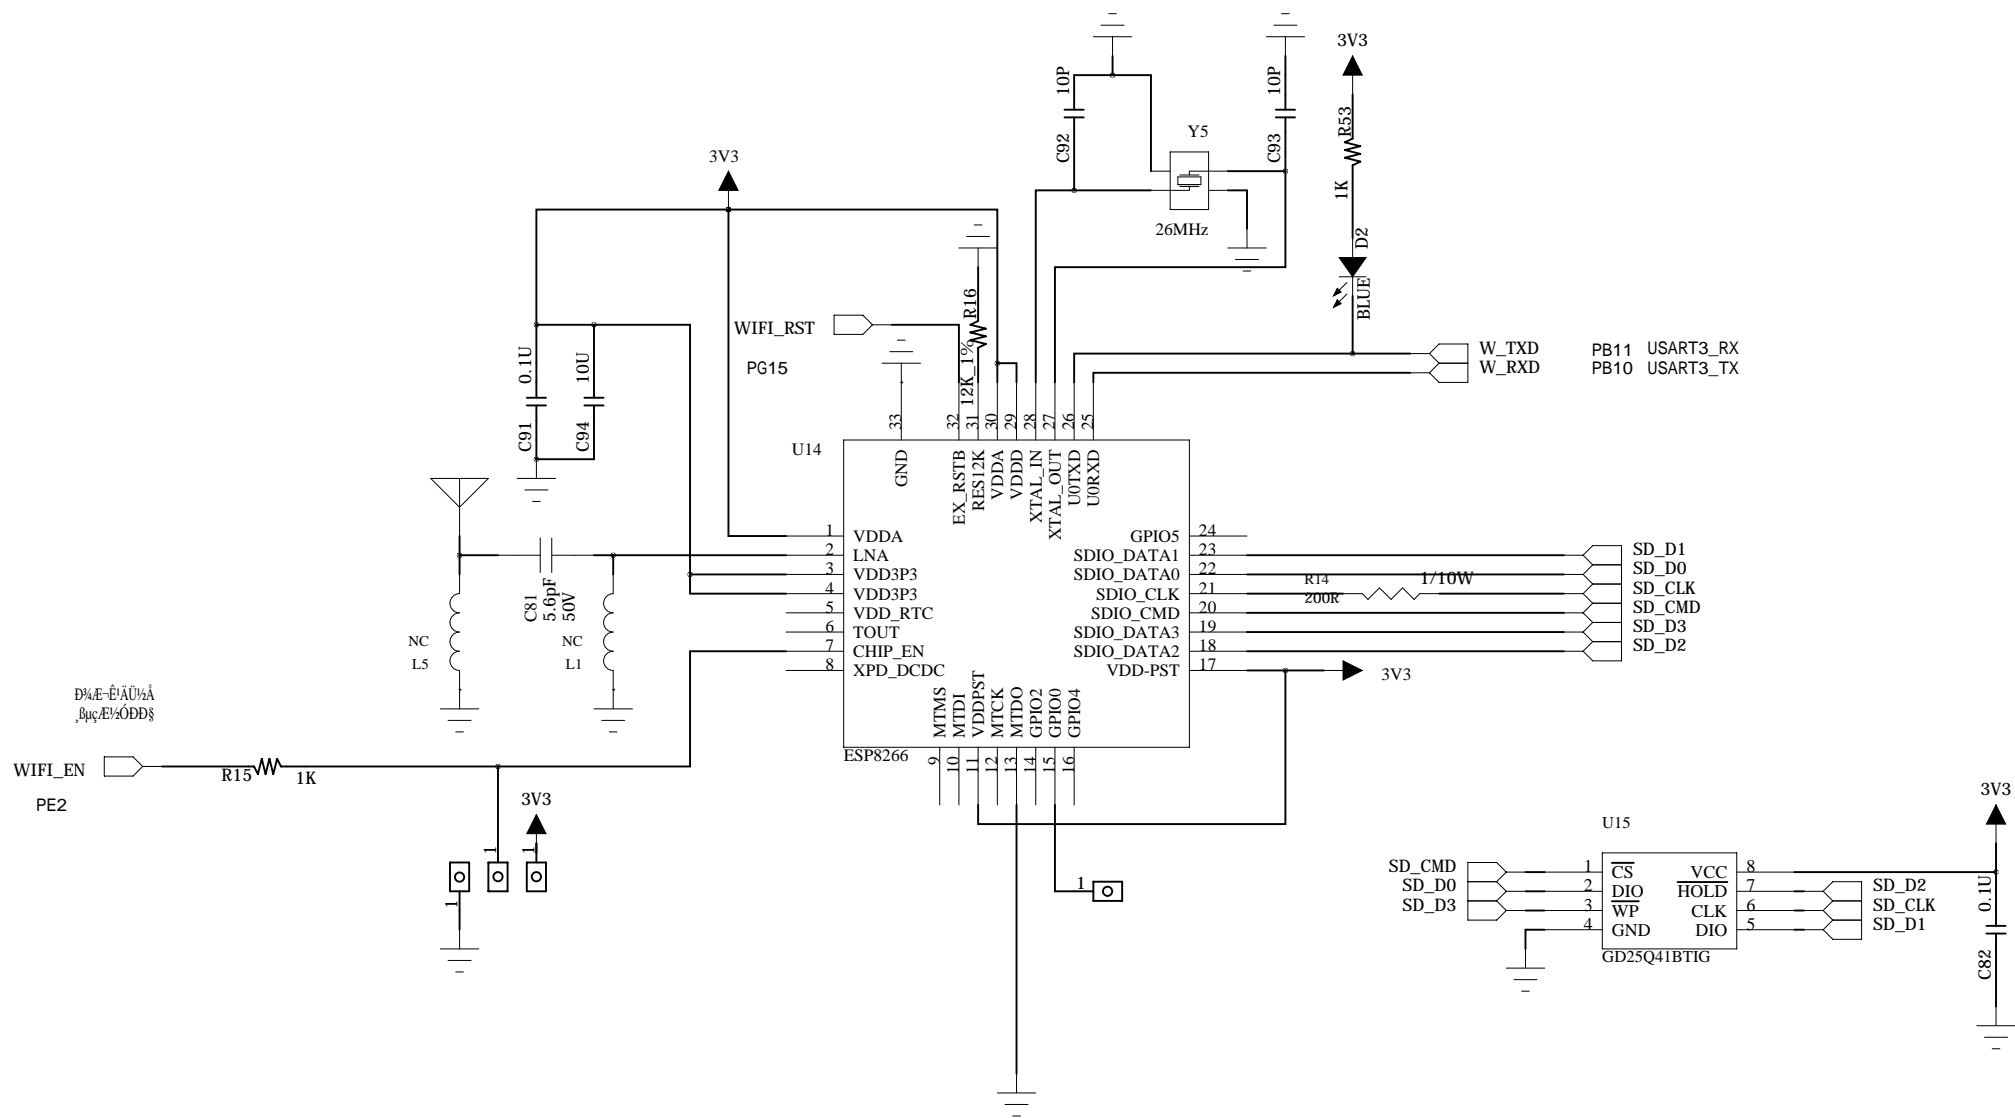 3V3
10P
C92
10P
C93
Y5
26MHz
R53
1K
D2
BLUE
3V3
R16
12K_1%
WIFI_RST
PG15
W_TXD
PB11 USART3_RX
W_RXD
PB10 USART3_TX
0.1U
C91
10U
C94
U14
33
32
31
30
29
28
27
26
25
GND
EX_RSTB
RES12K
VDDA
VDDD
XTAL_IN
XTAL_OUT
U0TXD
U0RXD
1 VDDA
2 LNA
3 VDD3P3
4 VDD3P3
5 VDD_RTC
6 TOUT
7 CHIP_EN
8 XPD_DCDC
GPIO5 24
SDIO_DATA1 23
SDIO_DATA0 22
SDIO_CLK 21
SDIO_CMD 20
SDIO_DATA3 19
SDIO_DATA2 18
VDD-PST 17
SD_D1
SD_D0
R14
200R
1/10W
SD_CLK
SD_CMD
SD_D3
SD_D2
3V3
C81
5.6pF
50V
NC
L5
NC
L1
MTMS
MTDI
VDDPST
MTCK
MTDO
GPIO2
GPIO0
GPIO4
ESP8266
9
10
11
12
13
14
15
16
Ð¾Æ¬Ê¹ÄÜ½Å
¸ßµçÆ½ÓÐÐ§
WIFI_EN
PE2
R15
1K
3V3
1
1
1
1
U15
3V3
SD_CMD
SD_D0
SD_D3
1 CS
2 DIO
3 WP
4 GND
VCC 8
HOLD 7
CLK 6
DIO 5
GD25Q41BTIG
SD_D2
SD_CLK
SD_D1
0.1U
C82